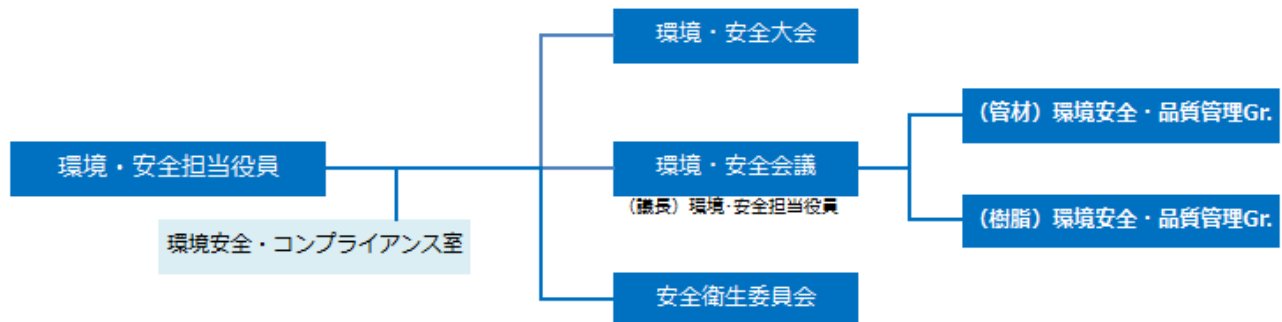 環境・安全大会
(管材)環境安全・品質管理Gr.
環境・安全担当役員
環境・安全会議
(議長)環境・安全担当役員
(樹脂)環境安全・品質管理Gr.
環境安全・コンプライアンス室
安全衛生委員会